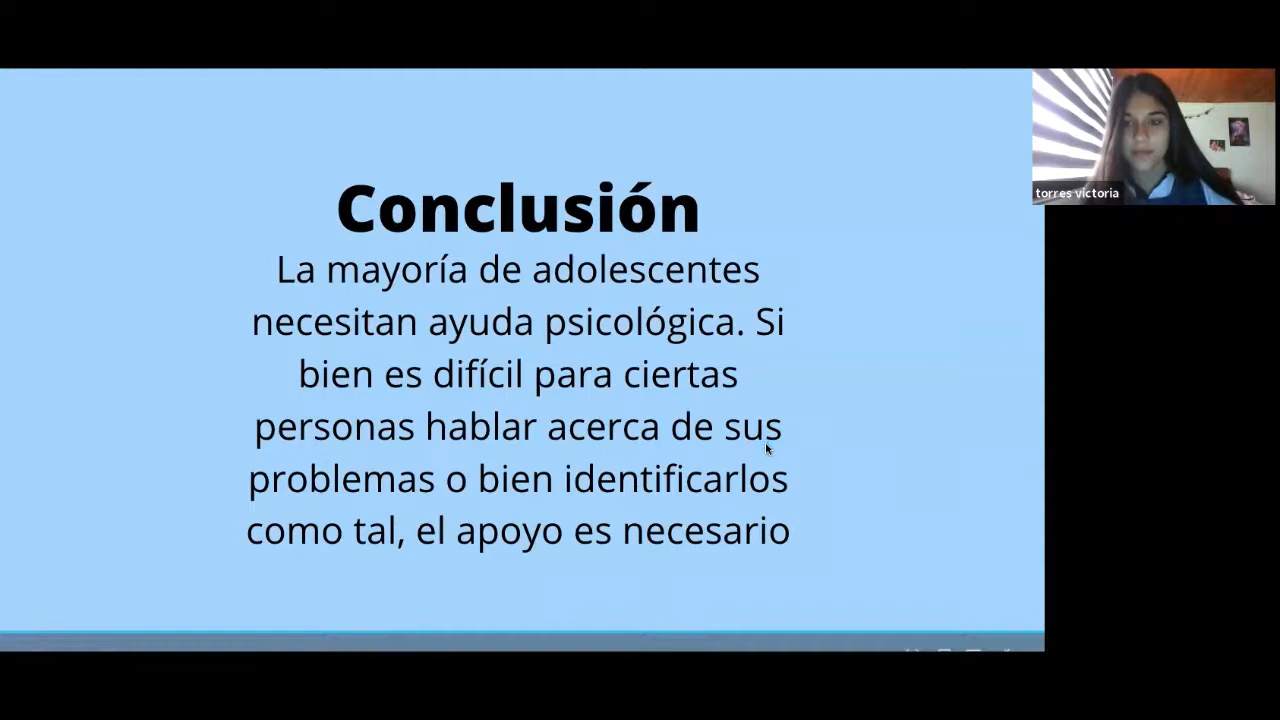 Conclusión
La mayoría de adolescentes
necesitan ayuda psicológica. Si
bien es difícil para ciertas
personas hablar acerca de sus
problemas o bien identificarlos
como tal, el apoyo es necesario
torres victoria